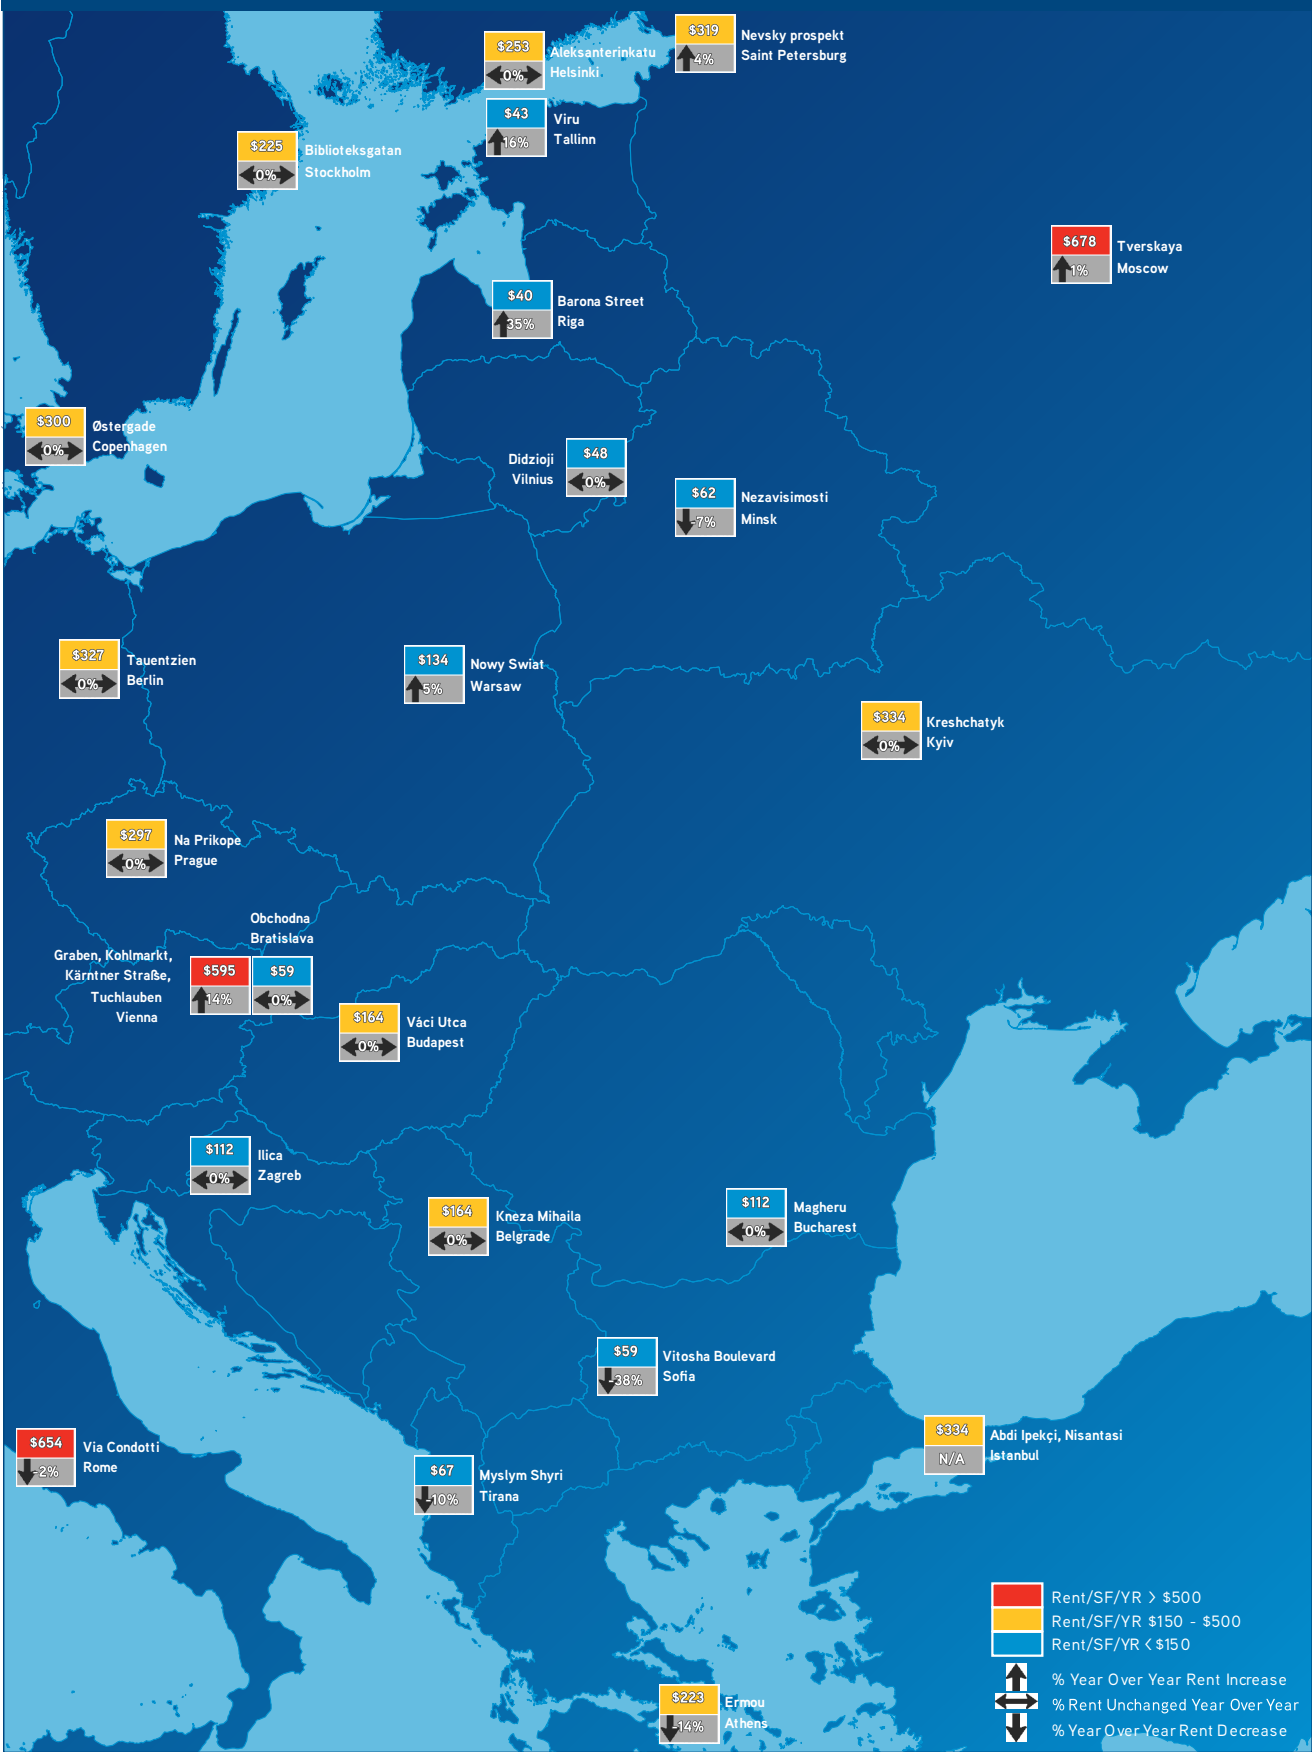 $319
4%
Nevsky prospekt
Saint Petersburg
$253
0%
Aleksanterinkatu
Helsinki
$43
16%
Viru
Tallinn
$225
0%
Biblioteksgatan
Stockholm
$678
1%
Tverskaya
Moscow
$40
35%
Barona Street
Riga
$300
0%
Østergade
Copenhagen
Didzioji
Vilnius
$48
0%
$62
-7%
Nezavisimosti
Minsk
$327
0%
Tauentzien
Berlin
$134
5%
Nowy Swiat
Warsaw
$334
0%
Kreshchatyk
Kyiv
$297
0%
Na Prikope
Prague
Obchodna
Bratislava
Graben, Kohlmarkt,
Kärntner Straße,
Tuchlauben
Vienna
$595
14%
$59
0%
$164
0%
Váci Utca
Budapest
$112
0%
Ilica
Zagreb
$164
0%
Kneza Mihaila
Belgrade
$112
0%
Magheru
Bucharest
$59
-38%
Vitosha Boulevard
Sofia
$334
N/A
Abdi Ipekçi, Nisantasi
Istanbul
$654
-2%
Via Condotti
Rome
$67
-10%
Myslym Shyri
Tirana
$223
-14%
Ermou
Athens
Rent/SF/YR > $500
Rent/SF/YR $150 - $500
Rent/SF/YR < $150
% Year Over Year Rent Increase
% Rent Unchanged Year Over Year
% Year Over Year Rent Decrease